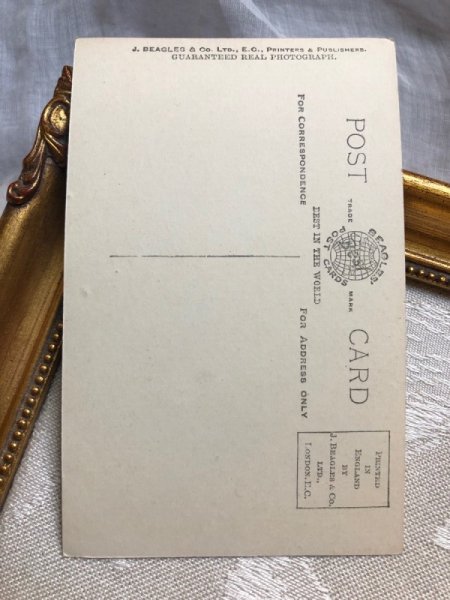 J. BEAGLES & CO. LTD., E.C., PRINTERS & PUBLISHERS.
GUARANTEED REAL PHOTOGRAPH.
POST CARD
TRADE MARK
BEAGLES
POST CARDS
BEST IN THE WORLD
FOR CORRESPONDENCE
FOR ADDRESS ONLY
PRINTED
IN
ENGLAND
BY
J. BEAGLES & CO.
LTD.,
LONDON, E.C.